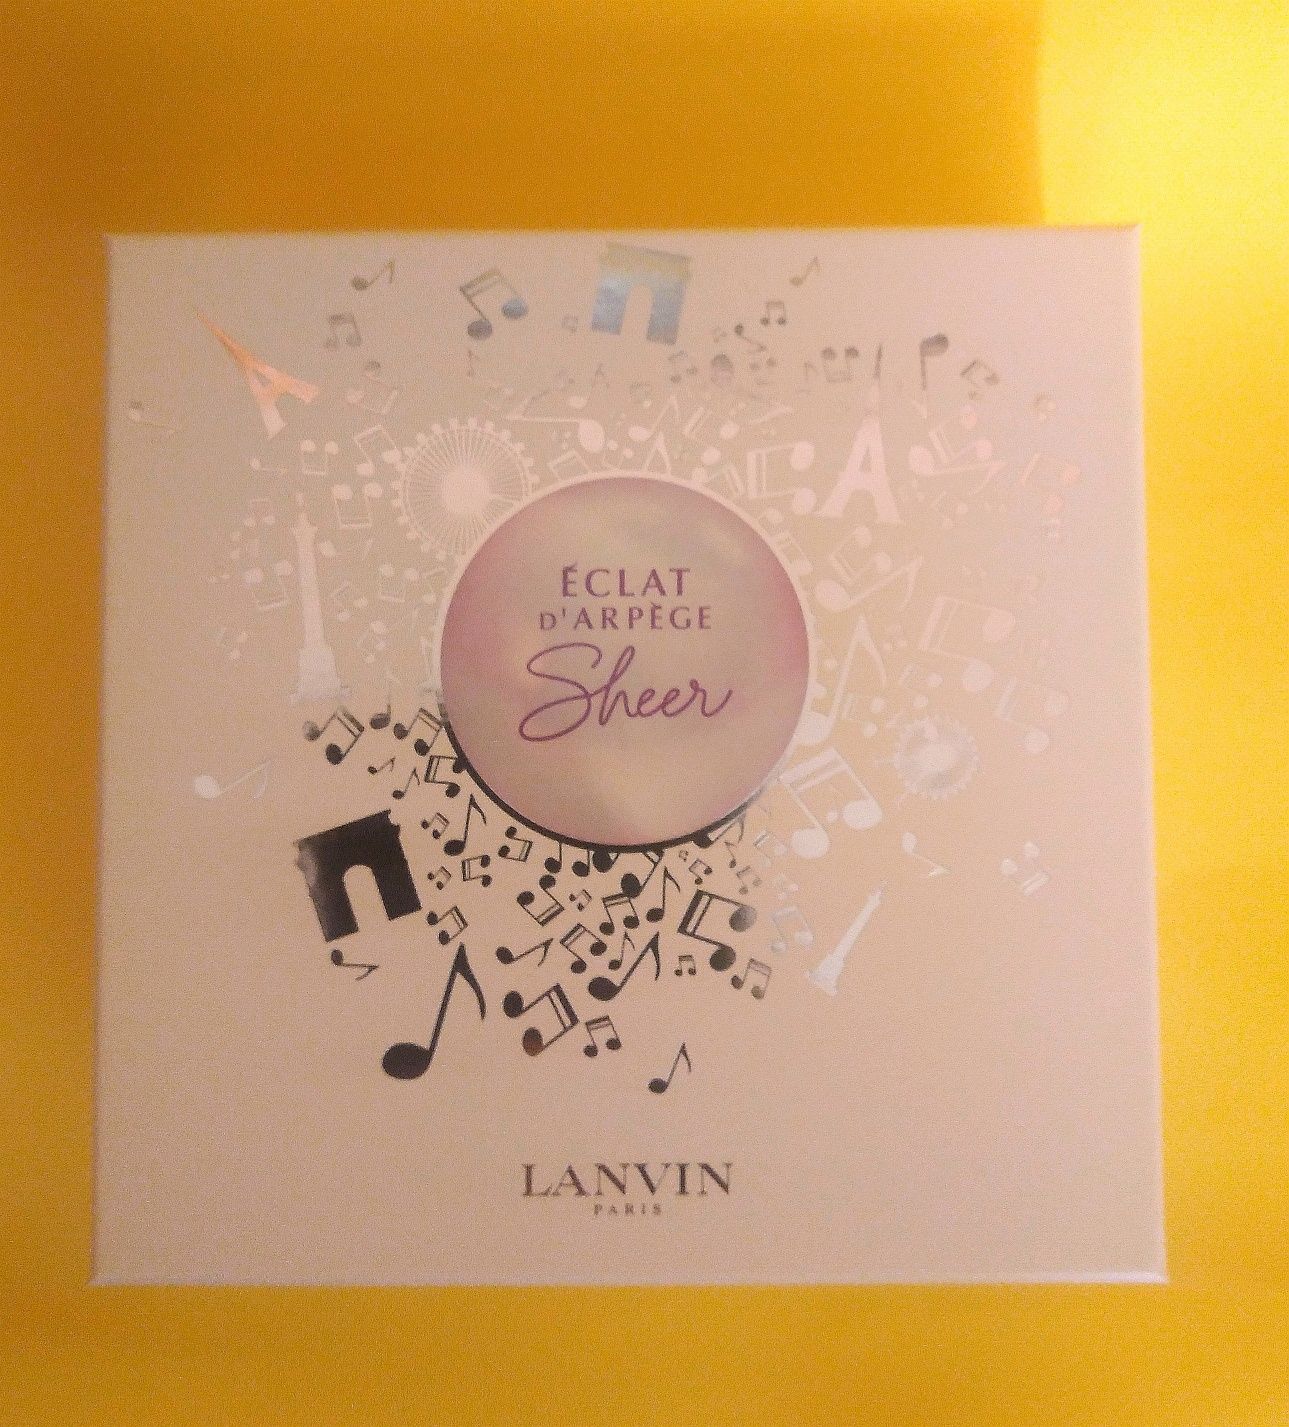 ÉCLAT
D'ARPÈGE
Sheer
LANVIN
PARIS